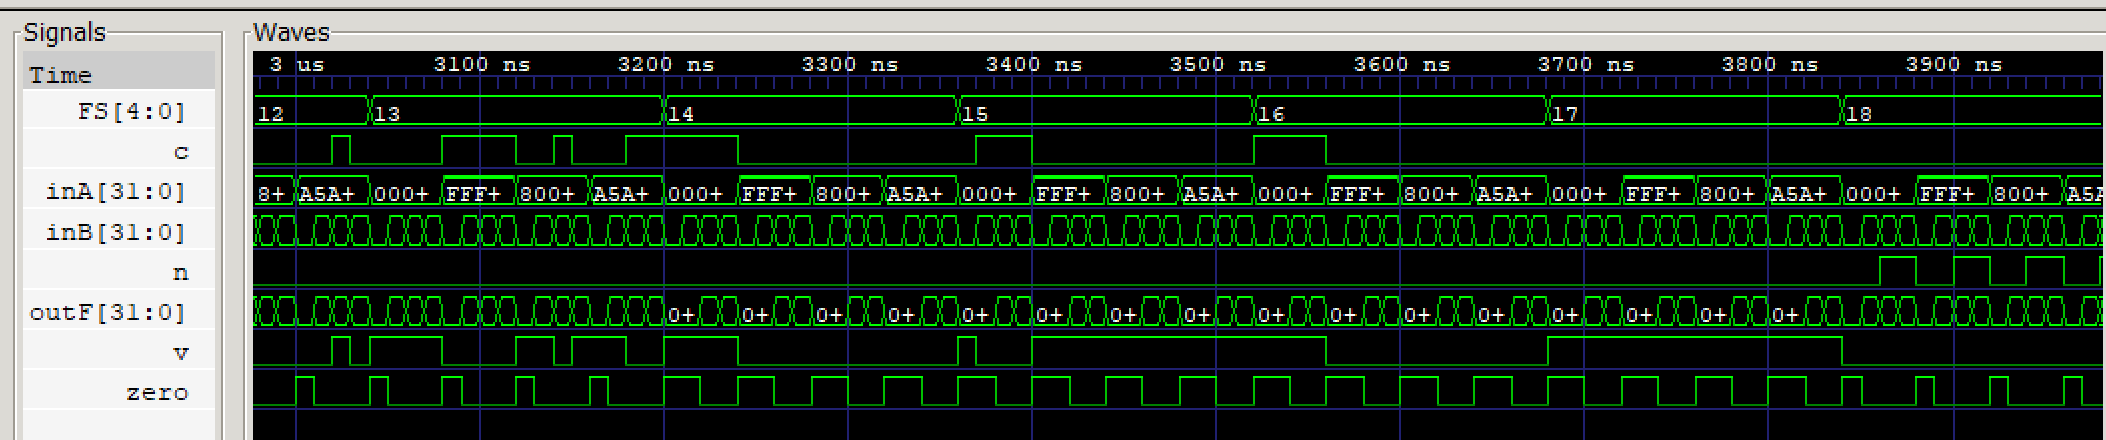 Signals Waves
Time 3 us 3100 ns 3200 ns 3300 ns 3400 ns 3500 ns 3600 ns 3700 ns 3800 ns 3900 ns
FS[4:0] 12 13 14 15 16 17 18
c
inA[31:0] 8+ A5A+ 000+ FFF+ 800+ A5A+ 000+ FFF+ 800+ A5A+ 000+ FFF+ 800+ A5A+ 000+ FFF+ 800+ A5A+ 000+ FFF+ 800+ A5A+ 000+ FFF+ 800+ A5A
inB[31:0]
n
outF[31:0] 0+ 0+ 0+ 0+ 0+ 0+ 0+ 0+ 0+ 0+ 0+ 0+ 0+ 0+ 0+ 0+
v
zero